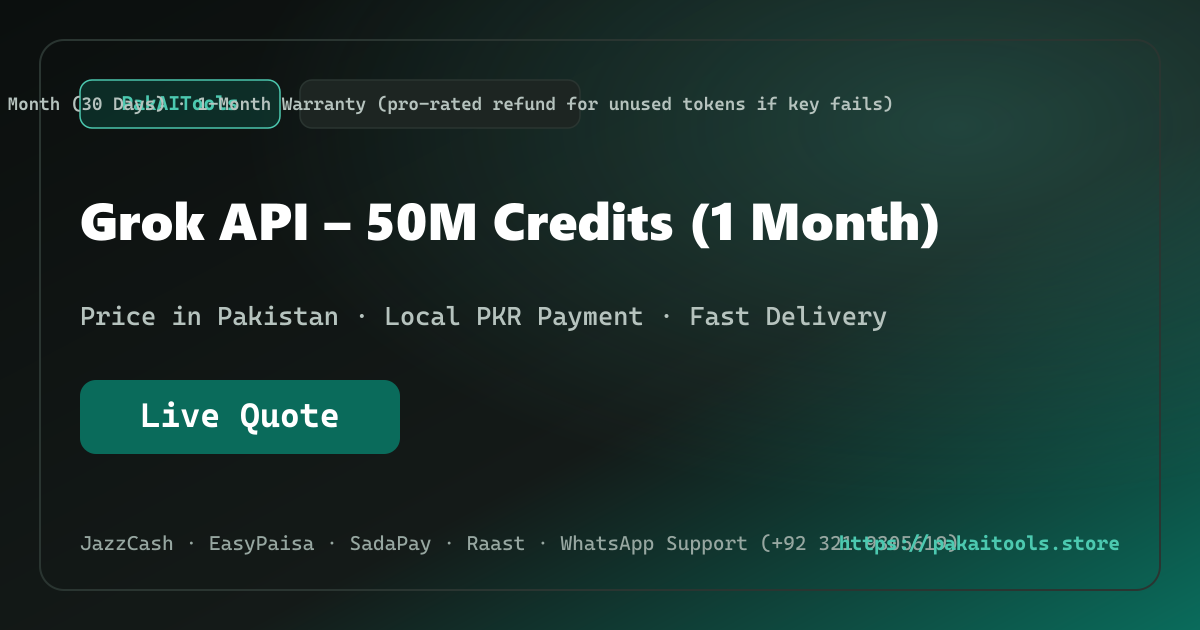 Month (30 Days) · 1-Month Warranty (pro-rated refund for unused tokens if key fails)
PakAITools
Grok API – 50M Credits (1 Month)
Price in Pakistan · Local PKR Payment · Fast Delivery
Live Quote
JazzCash · EasyPaisa · SadaPay · Raast · WhatsApp Support (+92 321
https://pakaitools.store